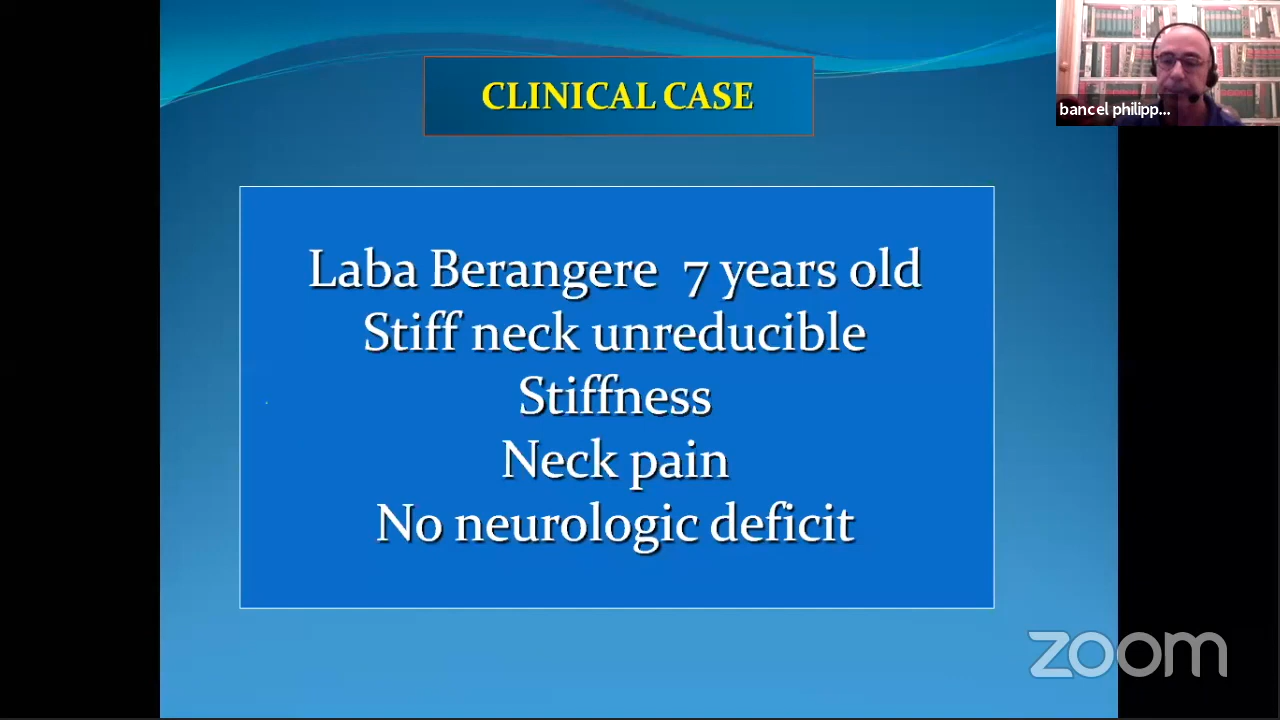 CLINICAL CASE
bancel philipp...
Laba Berangere 7 years old
Stiff neck unreducible
Stiffness
Neck pain
No neurologic deficit
zoom